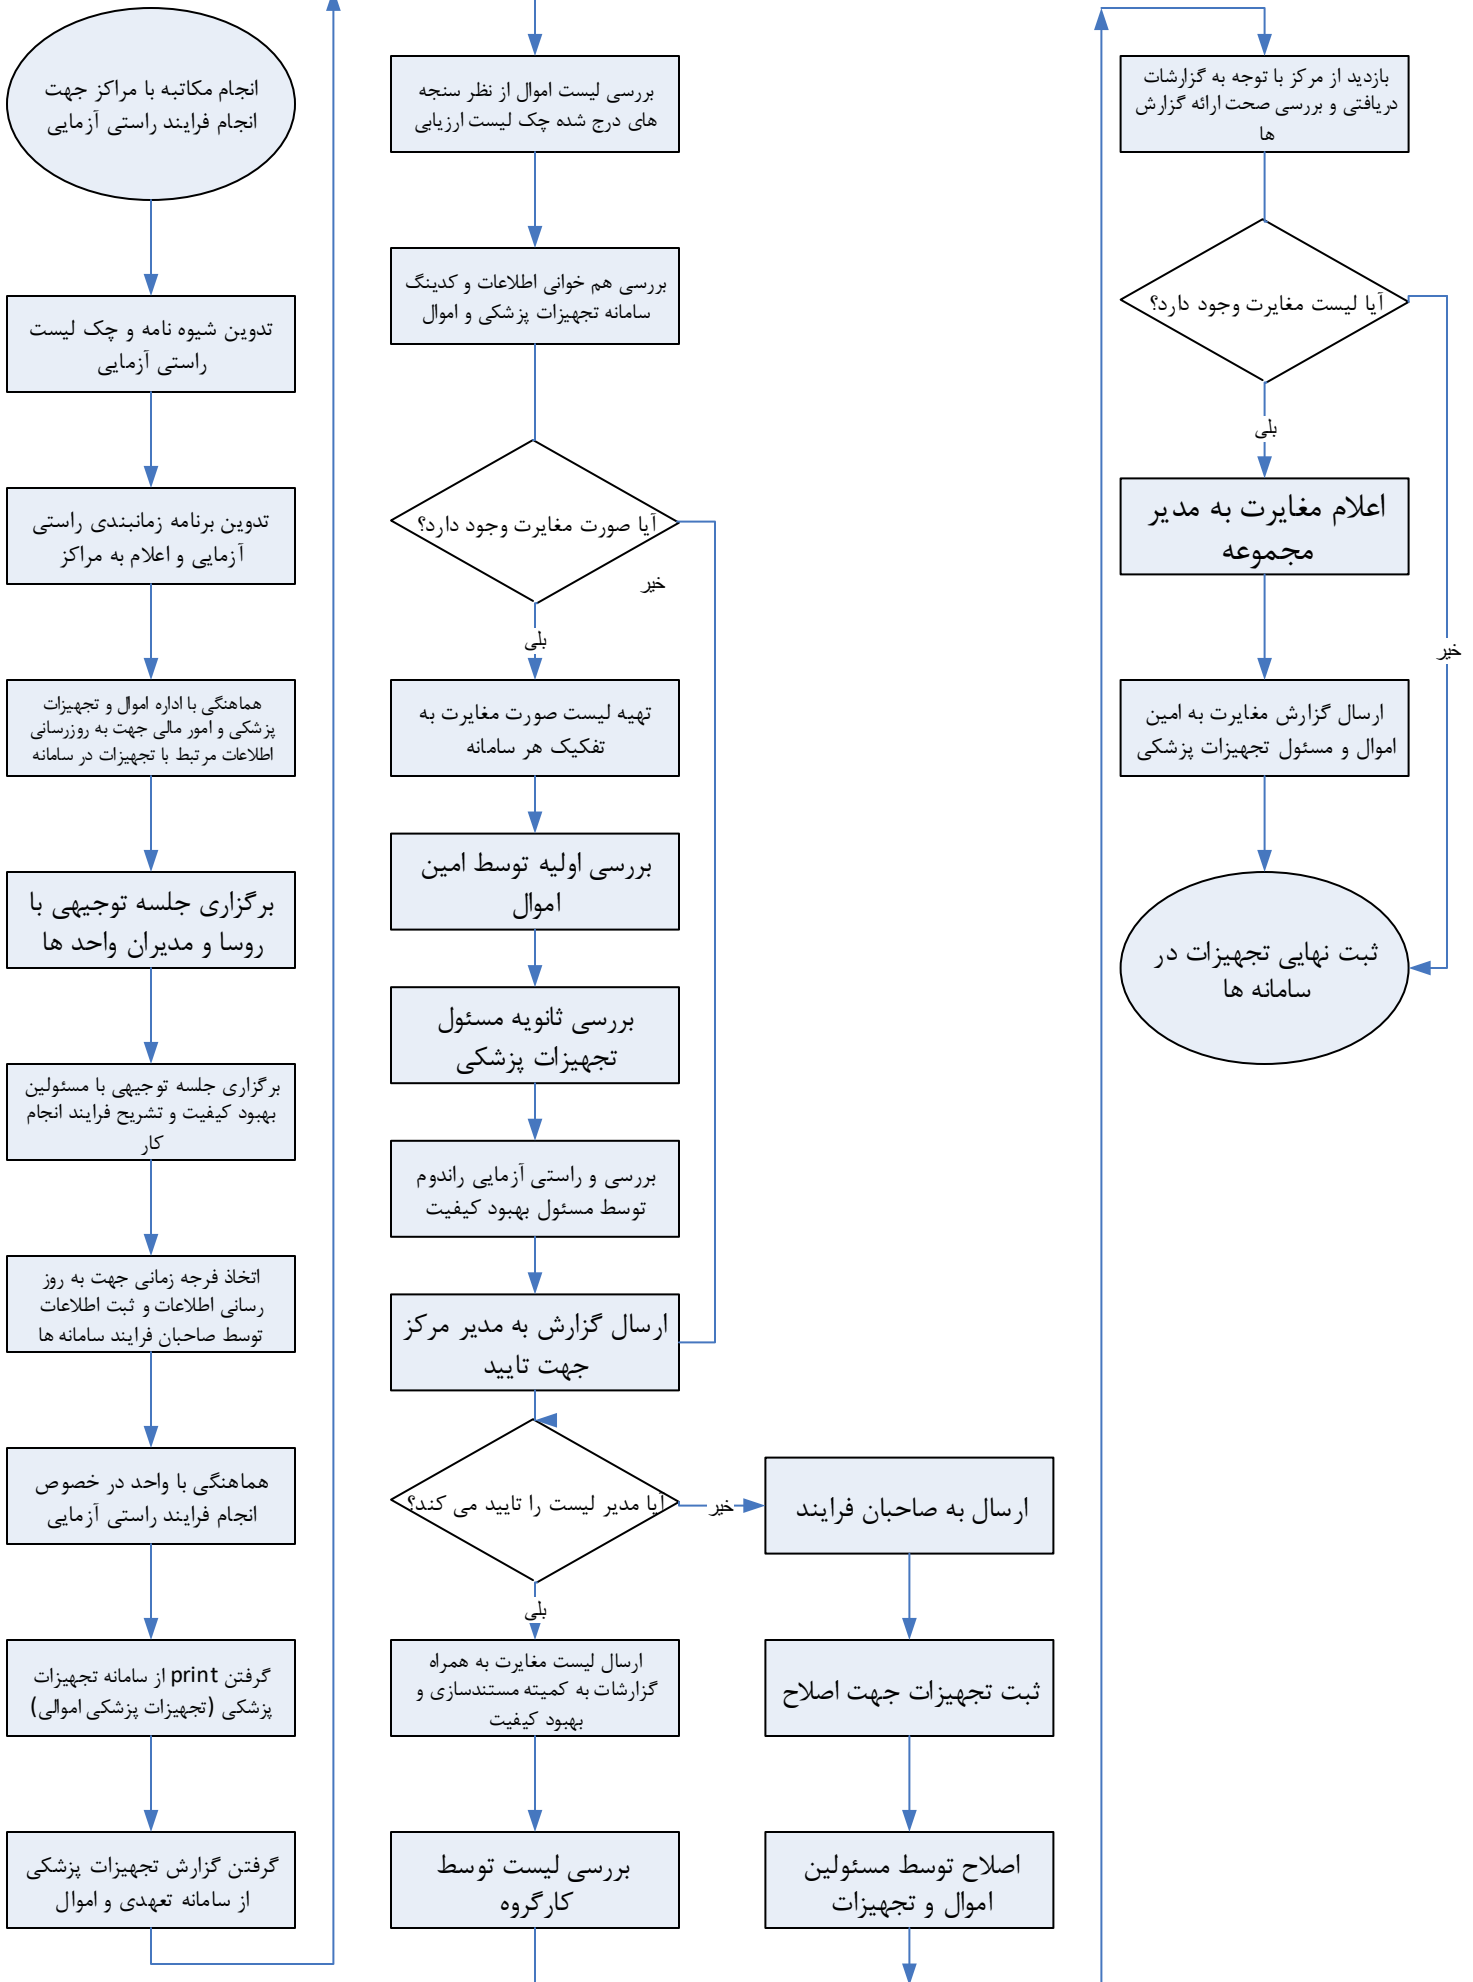 انجام مکاتبه با مراکز جهت
انجام فرایند راستی آزمایی
تدوین شیوه نامه و چک لیست
راستی آزمایی
تدوین برنامه زمانبندی راستی
آزمایی و اعلام به مراکز
هماهنگی با اداره اموال و تجهیزات
پزشکی و امور مالی جهت به روزرسانی
اطلاعات مرتبط با تجهیزات در سامانه
برگزاری جلسه توجیهی با
روسا و مدیران واحد ها
برگزاری جلسه توجیهی با مسئولین
بهبود کیفیت و تشریح فرایند انجام
کار
اتخاذ فرجه زمانی جهت به روز
رسانی اطلاعات و ثبت اطلاعات
توسط صاحبان فرایند سامانه ها
هماهنگی با واحد در خصوص
انجام فرایند راستی آزمایی
گرفتن print از سامانه تجهیزات
پزشکی (تجهیزات پزشکی اموالی)
گرفتن گزارش تجهیزات پزشکی
از سامانه تعهدی و اموال
بررسی لیست اموال از نظر سنجه
های درج شده چک لیست ارزیابی
بررسی هم خوانی اطلاعات و کدینگ
سامانه تجهیزات پزشکی و اموال
آیا صورت مغایرت وجود دارد؟
خیر
بلی
تهیه لیست صورت مغایرت به
تفکیک هر سامانه
بررسی اولیه توسط امین
اموال
بررسی ثانویه مسئول
تجهیزات پزشکی
بررسی و راستی آزمایی راندوم
توسط مسئول بهبود کیفیت
ارسال گزارش به مدیر مرکز
جهت تایید
آیا مدیر لیست را تایید می کند؟
خیر
بلی
ارسال لیست مغایرت به همراه
گزارشات به کمیته مستندسازی و
بهبود کیفیت
بررسی لیست توسط
کارگروه
ارسال به صاحبان فرایند
ثبت تجهیزات جهت اصلاح
اصلاح توسط مسئولین
اموال و تجهیزات
بازدید از مرکز با توجه به گزارشات
دریافتی و بررسی صحت ارائه گزارش
ها
آیا لیست مغایرت وجود دارد؟
بلی
اعلام مغایرت به مدیر
مجموعه
خیر
ارسال گزارش مغایرت به امین
اموال و مسئول تجهیزات پزشکی
ثبت نهایی تجهیزات در
سامانه ها